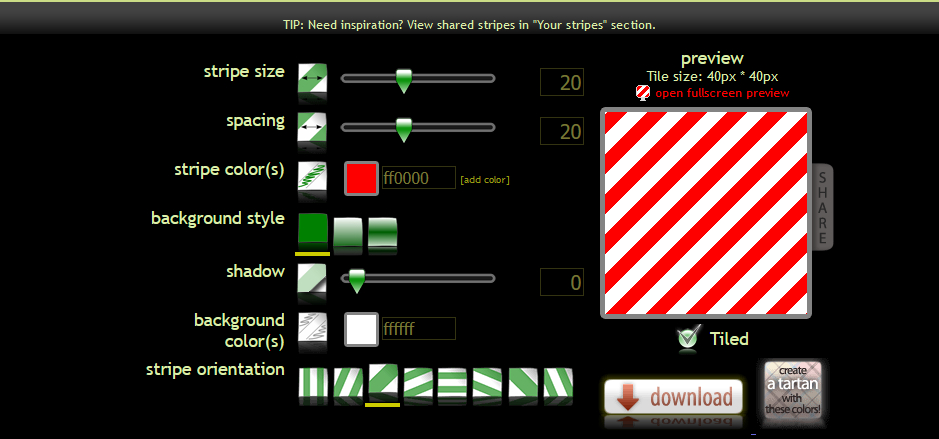 TIP: Need inspiration? View shared stripes in "Your stripes" section.
stripe size
20
spacing
20
stripe color(s)
ff0000
[add color]
background style
shadow
0
background
color(s)
ffffff
stripe orientation
preview
Tile size: 40px * 40px
open fullscreen preview
SHARE
Tiled
download
create
a tartan
with
these colors!